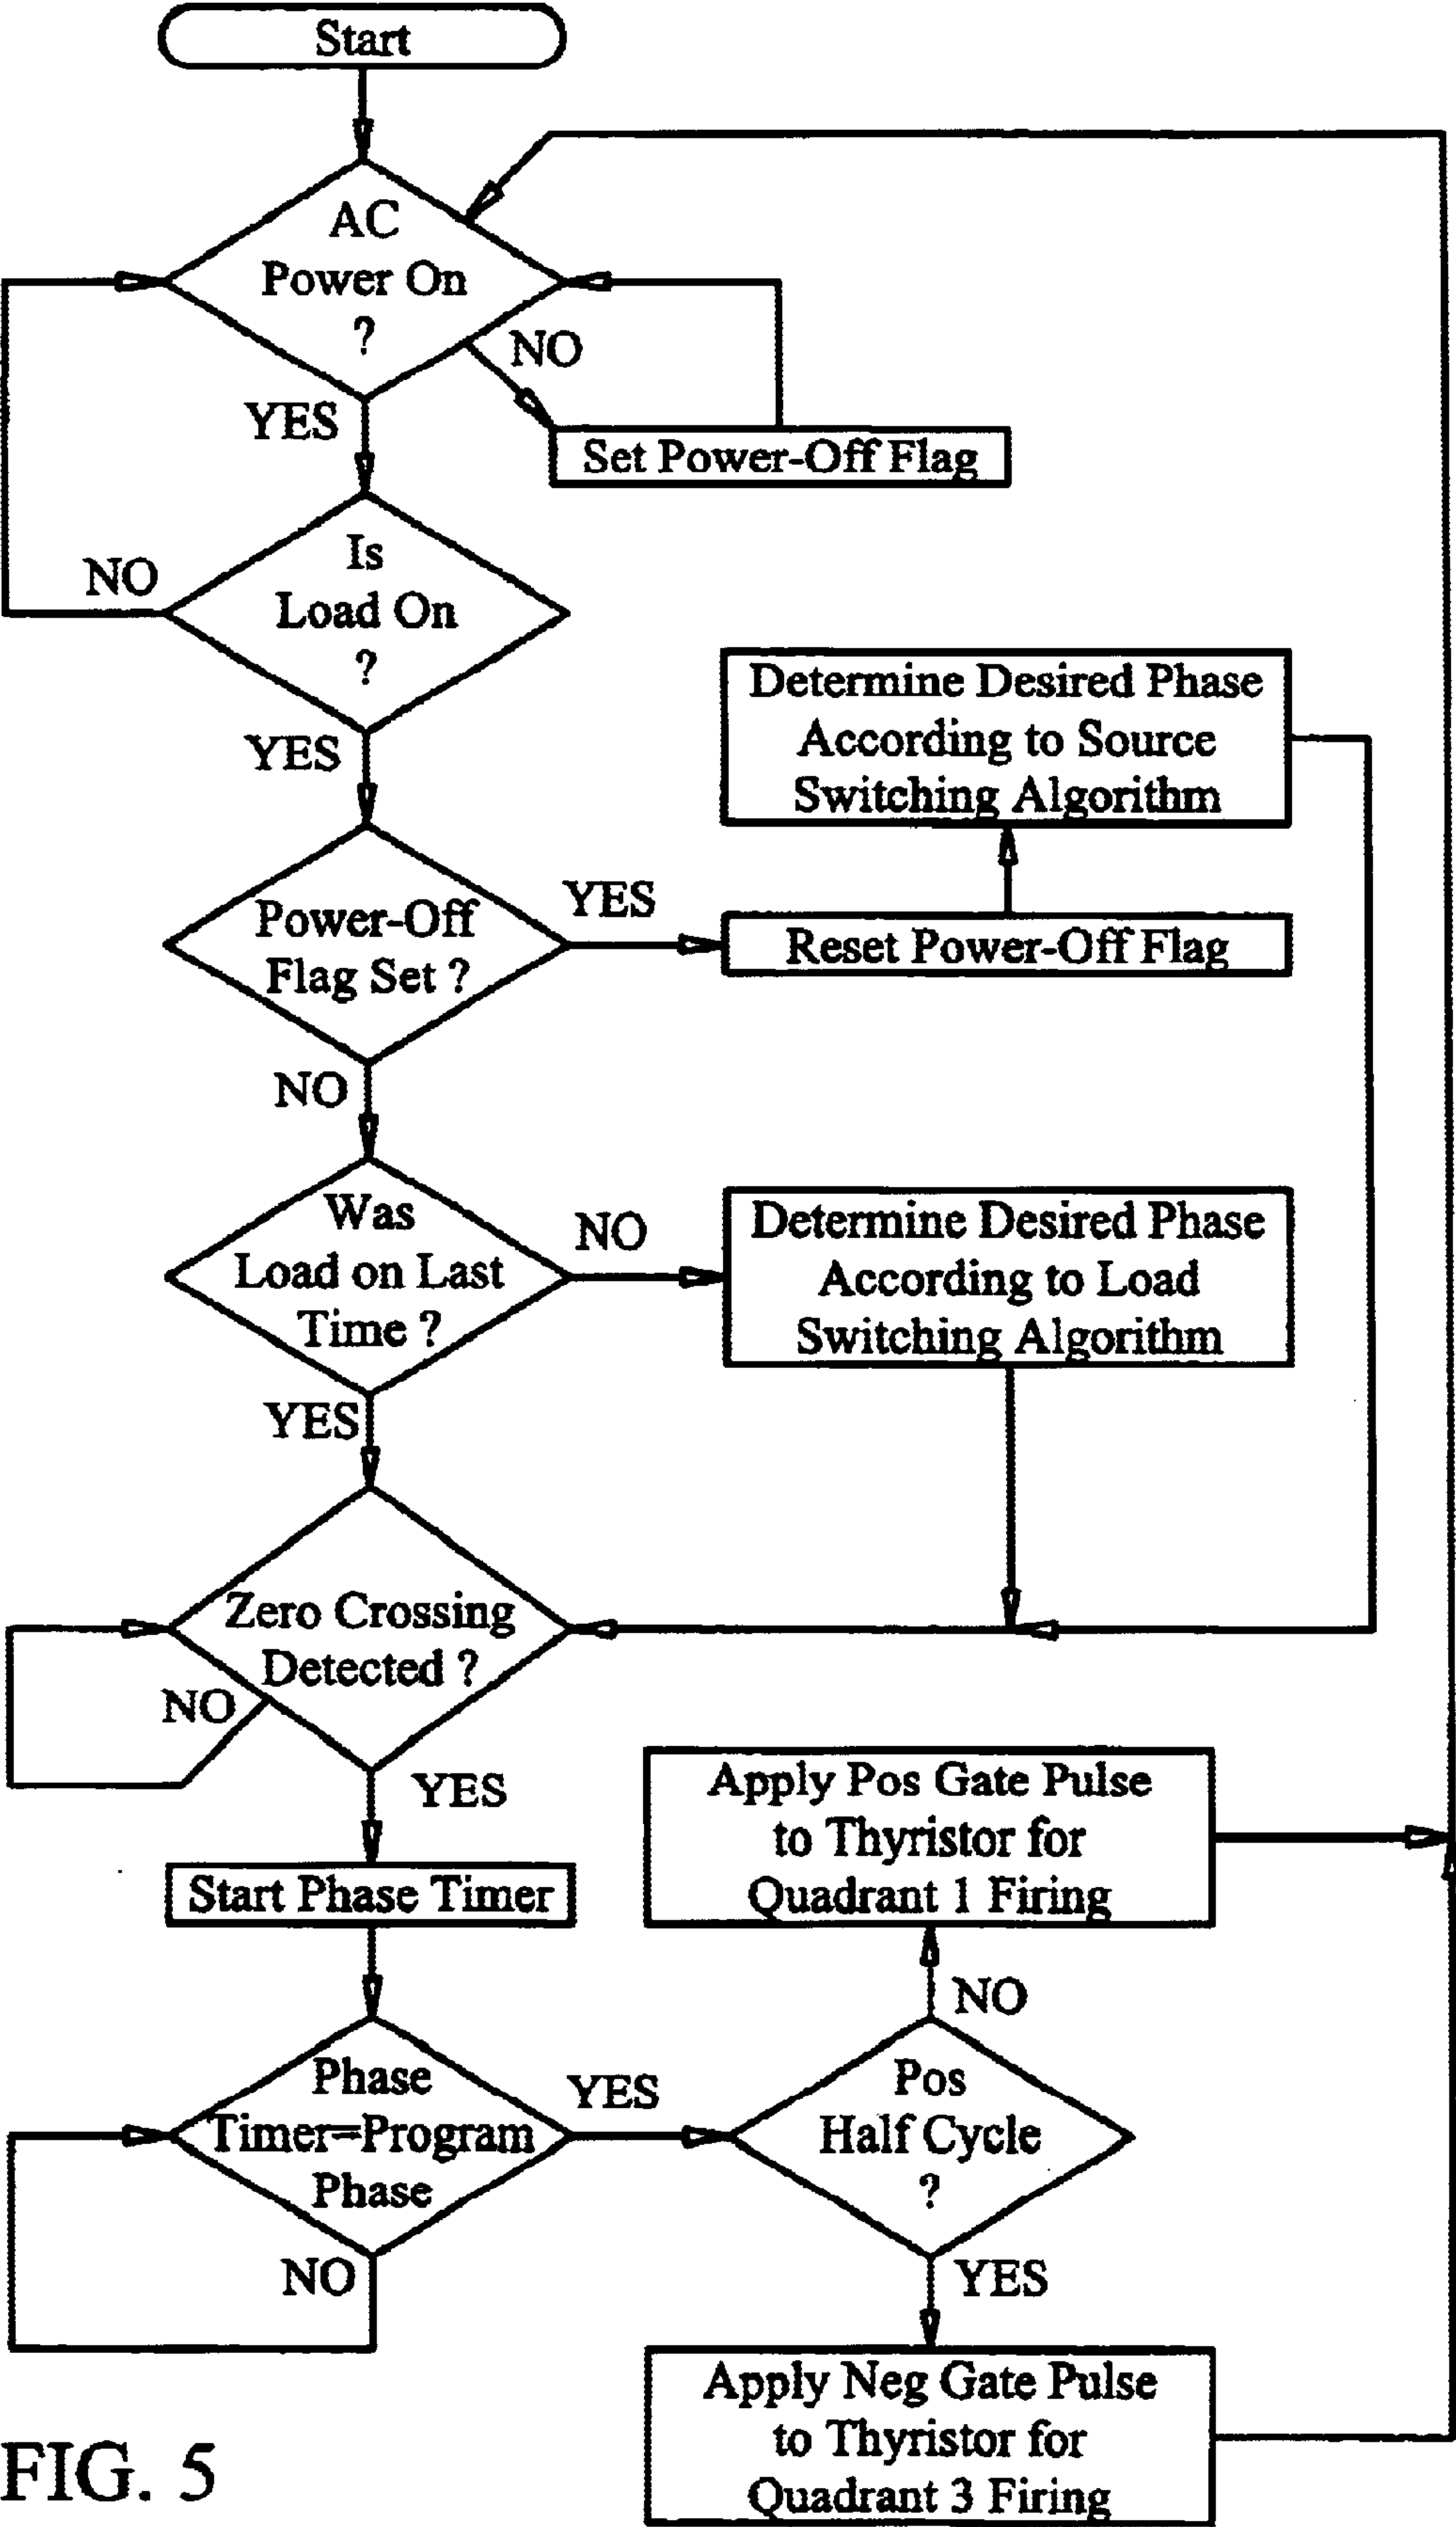 Start
AC
Power On
?
NO
YES
Set Power-Off Flag
Is
Load On
?
NO
YES
Determine Desired Phase
According to Source
Switching Algorithm
Power-Off
Flag Set ?
YES
Reset Power-Off Flag
NO
Was
Load on Last
Time ?
NO
Determine Desired Phase
According to Load
Switching Algorithm
YES
Zero Crossing
Detected ?
NO
YES
Apply Pos Gate Pulse
to Thyristor for
Quadrant 1 Firing
Start Phase Timer
NO
Phase
Timer=Program
Phase
YES
Pos
Half Cycle
?
NO
YES
Apply Neg Gate Pulse
to Thyristor for
Quadrant 3 Firing
FIG. 5